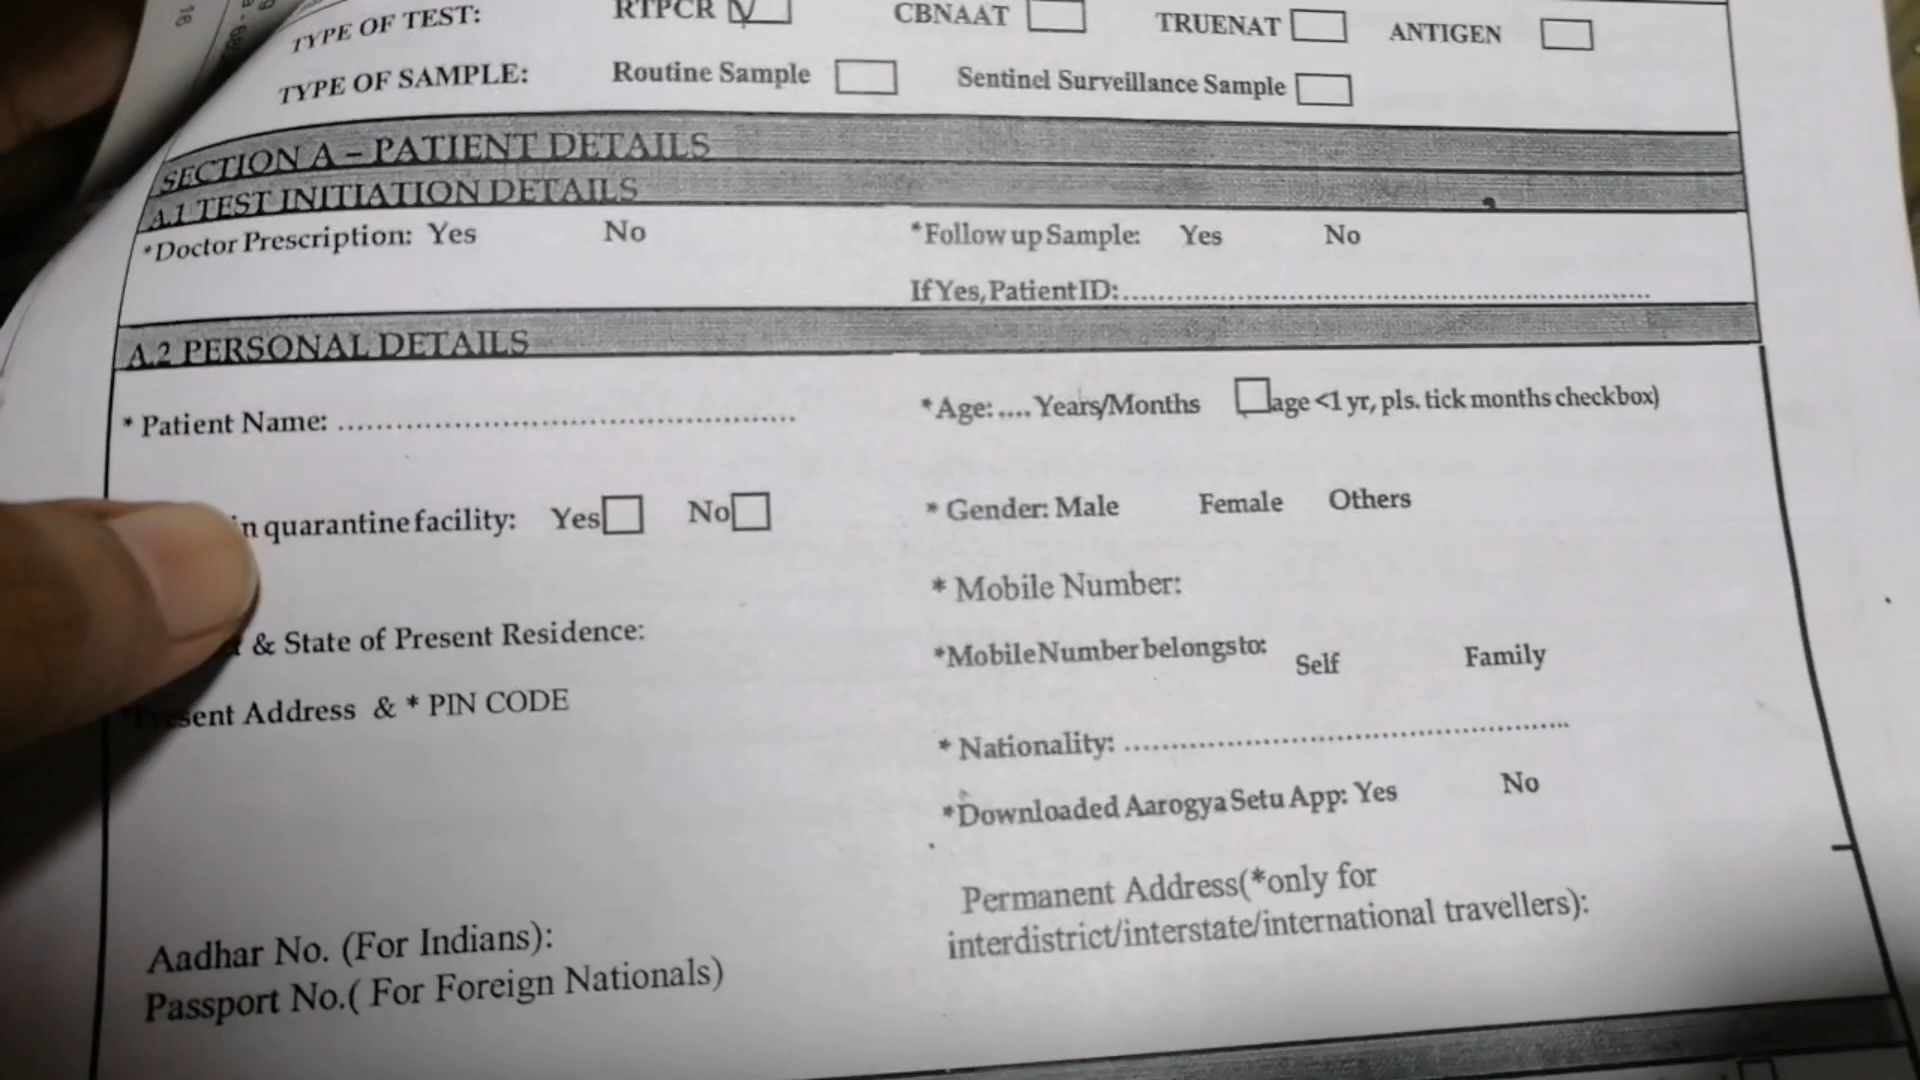 TYPE OF TEST: RTPCR CBNAAT TRUENAT ANTIGEN
TYPE OF SAMPLE: Routine Sample Sentinel Surveillance Sample
SECTION A – PATIENT DETAILS
A.1 TEST INITIATION DETAILS
*Doctor Prescription: Yes No *Follow up Sample: Yes No
If Yes, Patient ID:
A.2 PERSONAL DETAILS
* Patient Name: *Age: .... Years/Months age <1 yr, pls. tick months checkbox)
in quarantine facility: Yes No * Gender: Male Female Others
* Mobile Number:
& State of Present Residence: *Mobile Number belongs to: Self Family
*Present Address & * PIN CODE
* Nationality:
*Downloaded Aarogya Setu App: Yes No
Permanent Address(*only for
interdistrict/interstate/international travellers):
Aadhar No. (For Indians):
Passport No.( For Foreign Nationals)